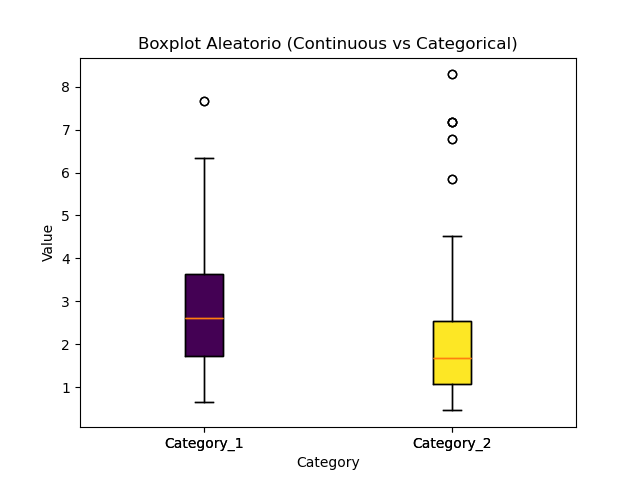 Boxplot Aleatorio (Continuous vs Categorical)
8
7
6
5
4
3
2
1
Value
Category_1
Category_2
Category